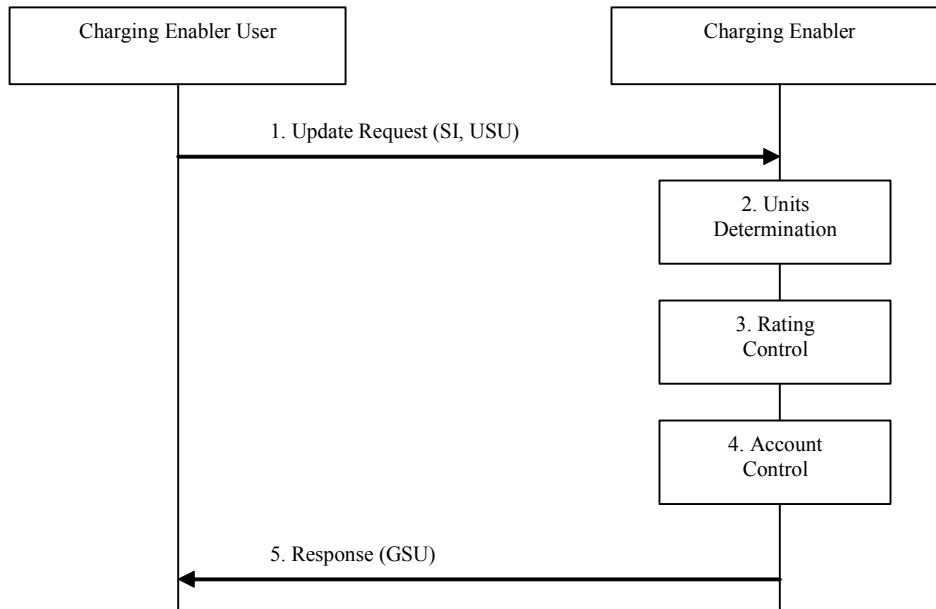 Charging Enabler User
Charging Enabler
1. Update Request (SI, USU)
2. Units
Determination
3. Rating
Control
4. Account
Control
5. Response (GSU)